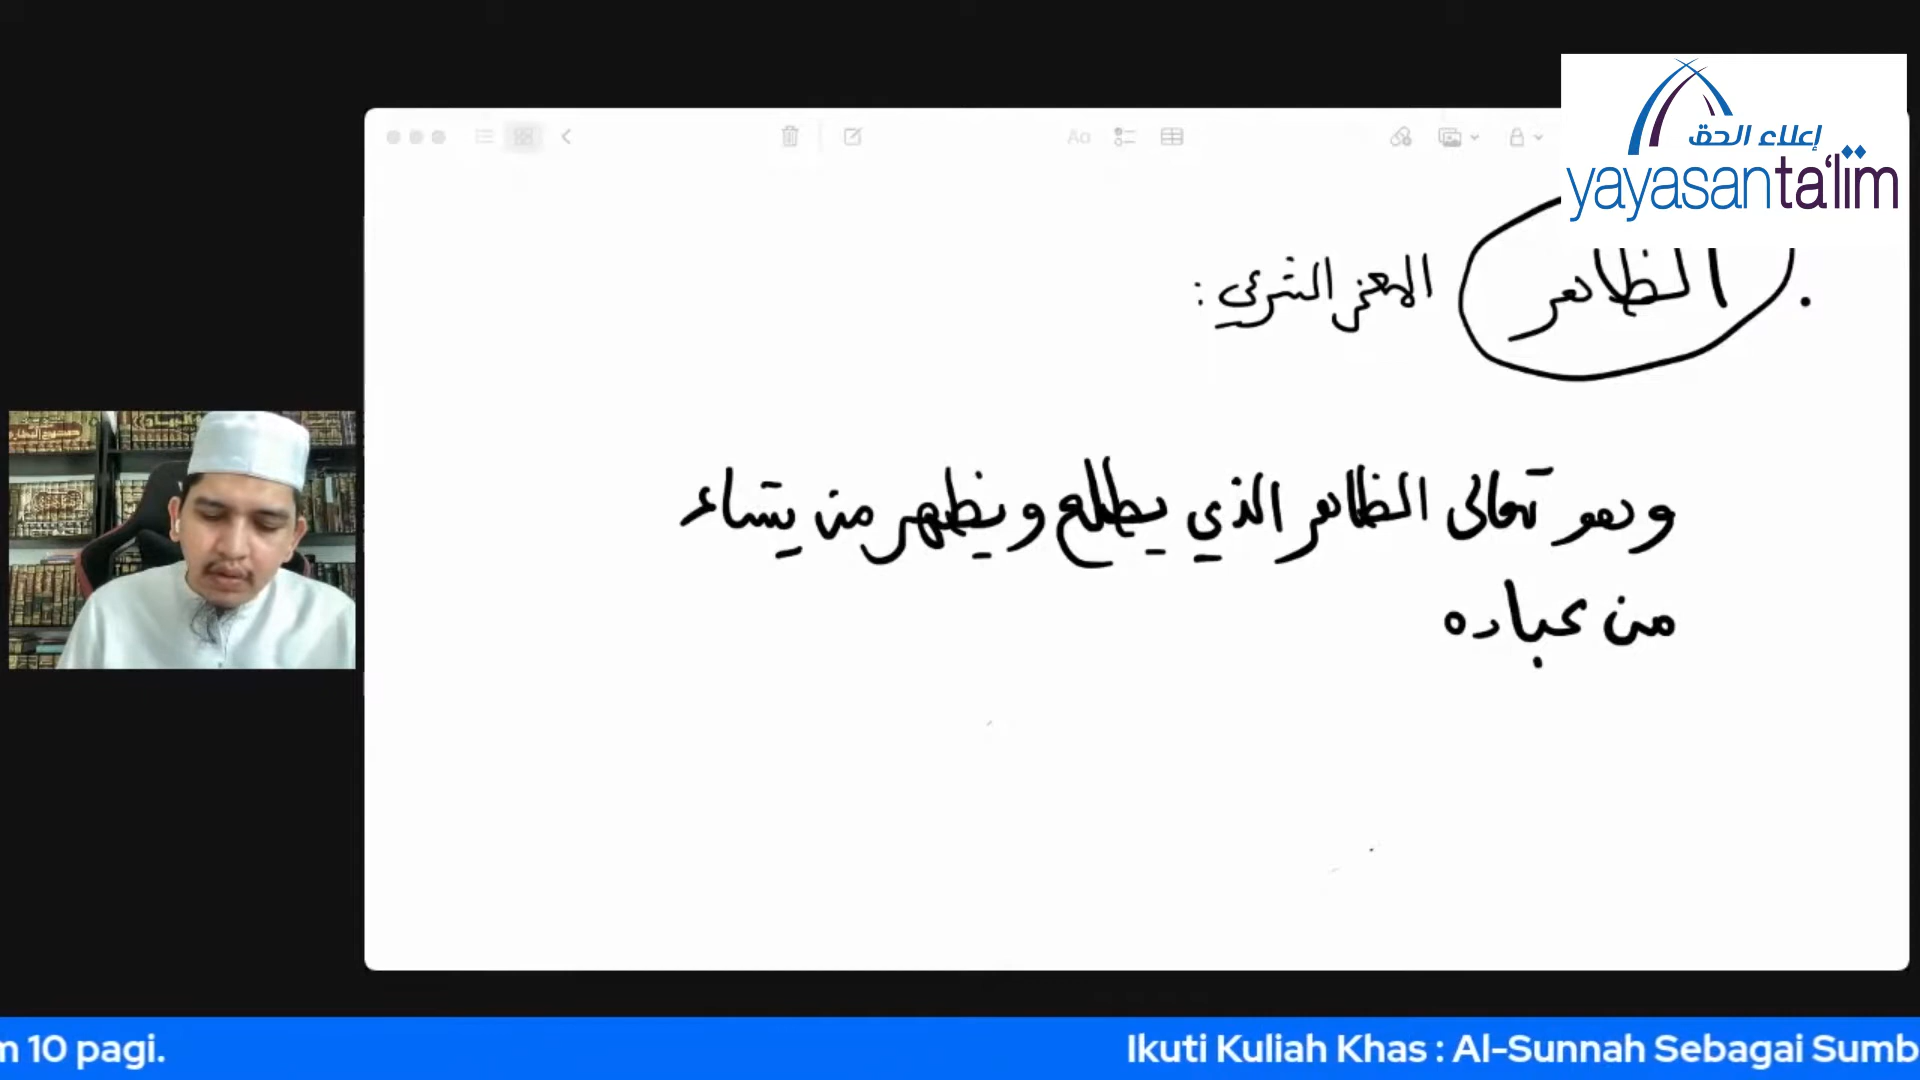 إعلاء الحق
yayasanta'lim
الظاهر المعنى الشرعي :
وهو تعالى الظاهر الذي يطلع ويظهر من يشاء
من عباده
m 10 pagi.
Ikuti Kuliah Khas : Al-Sunnah Sebagai Sumb